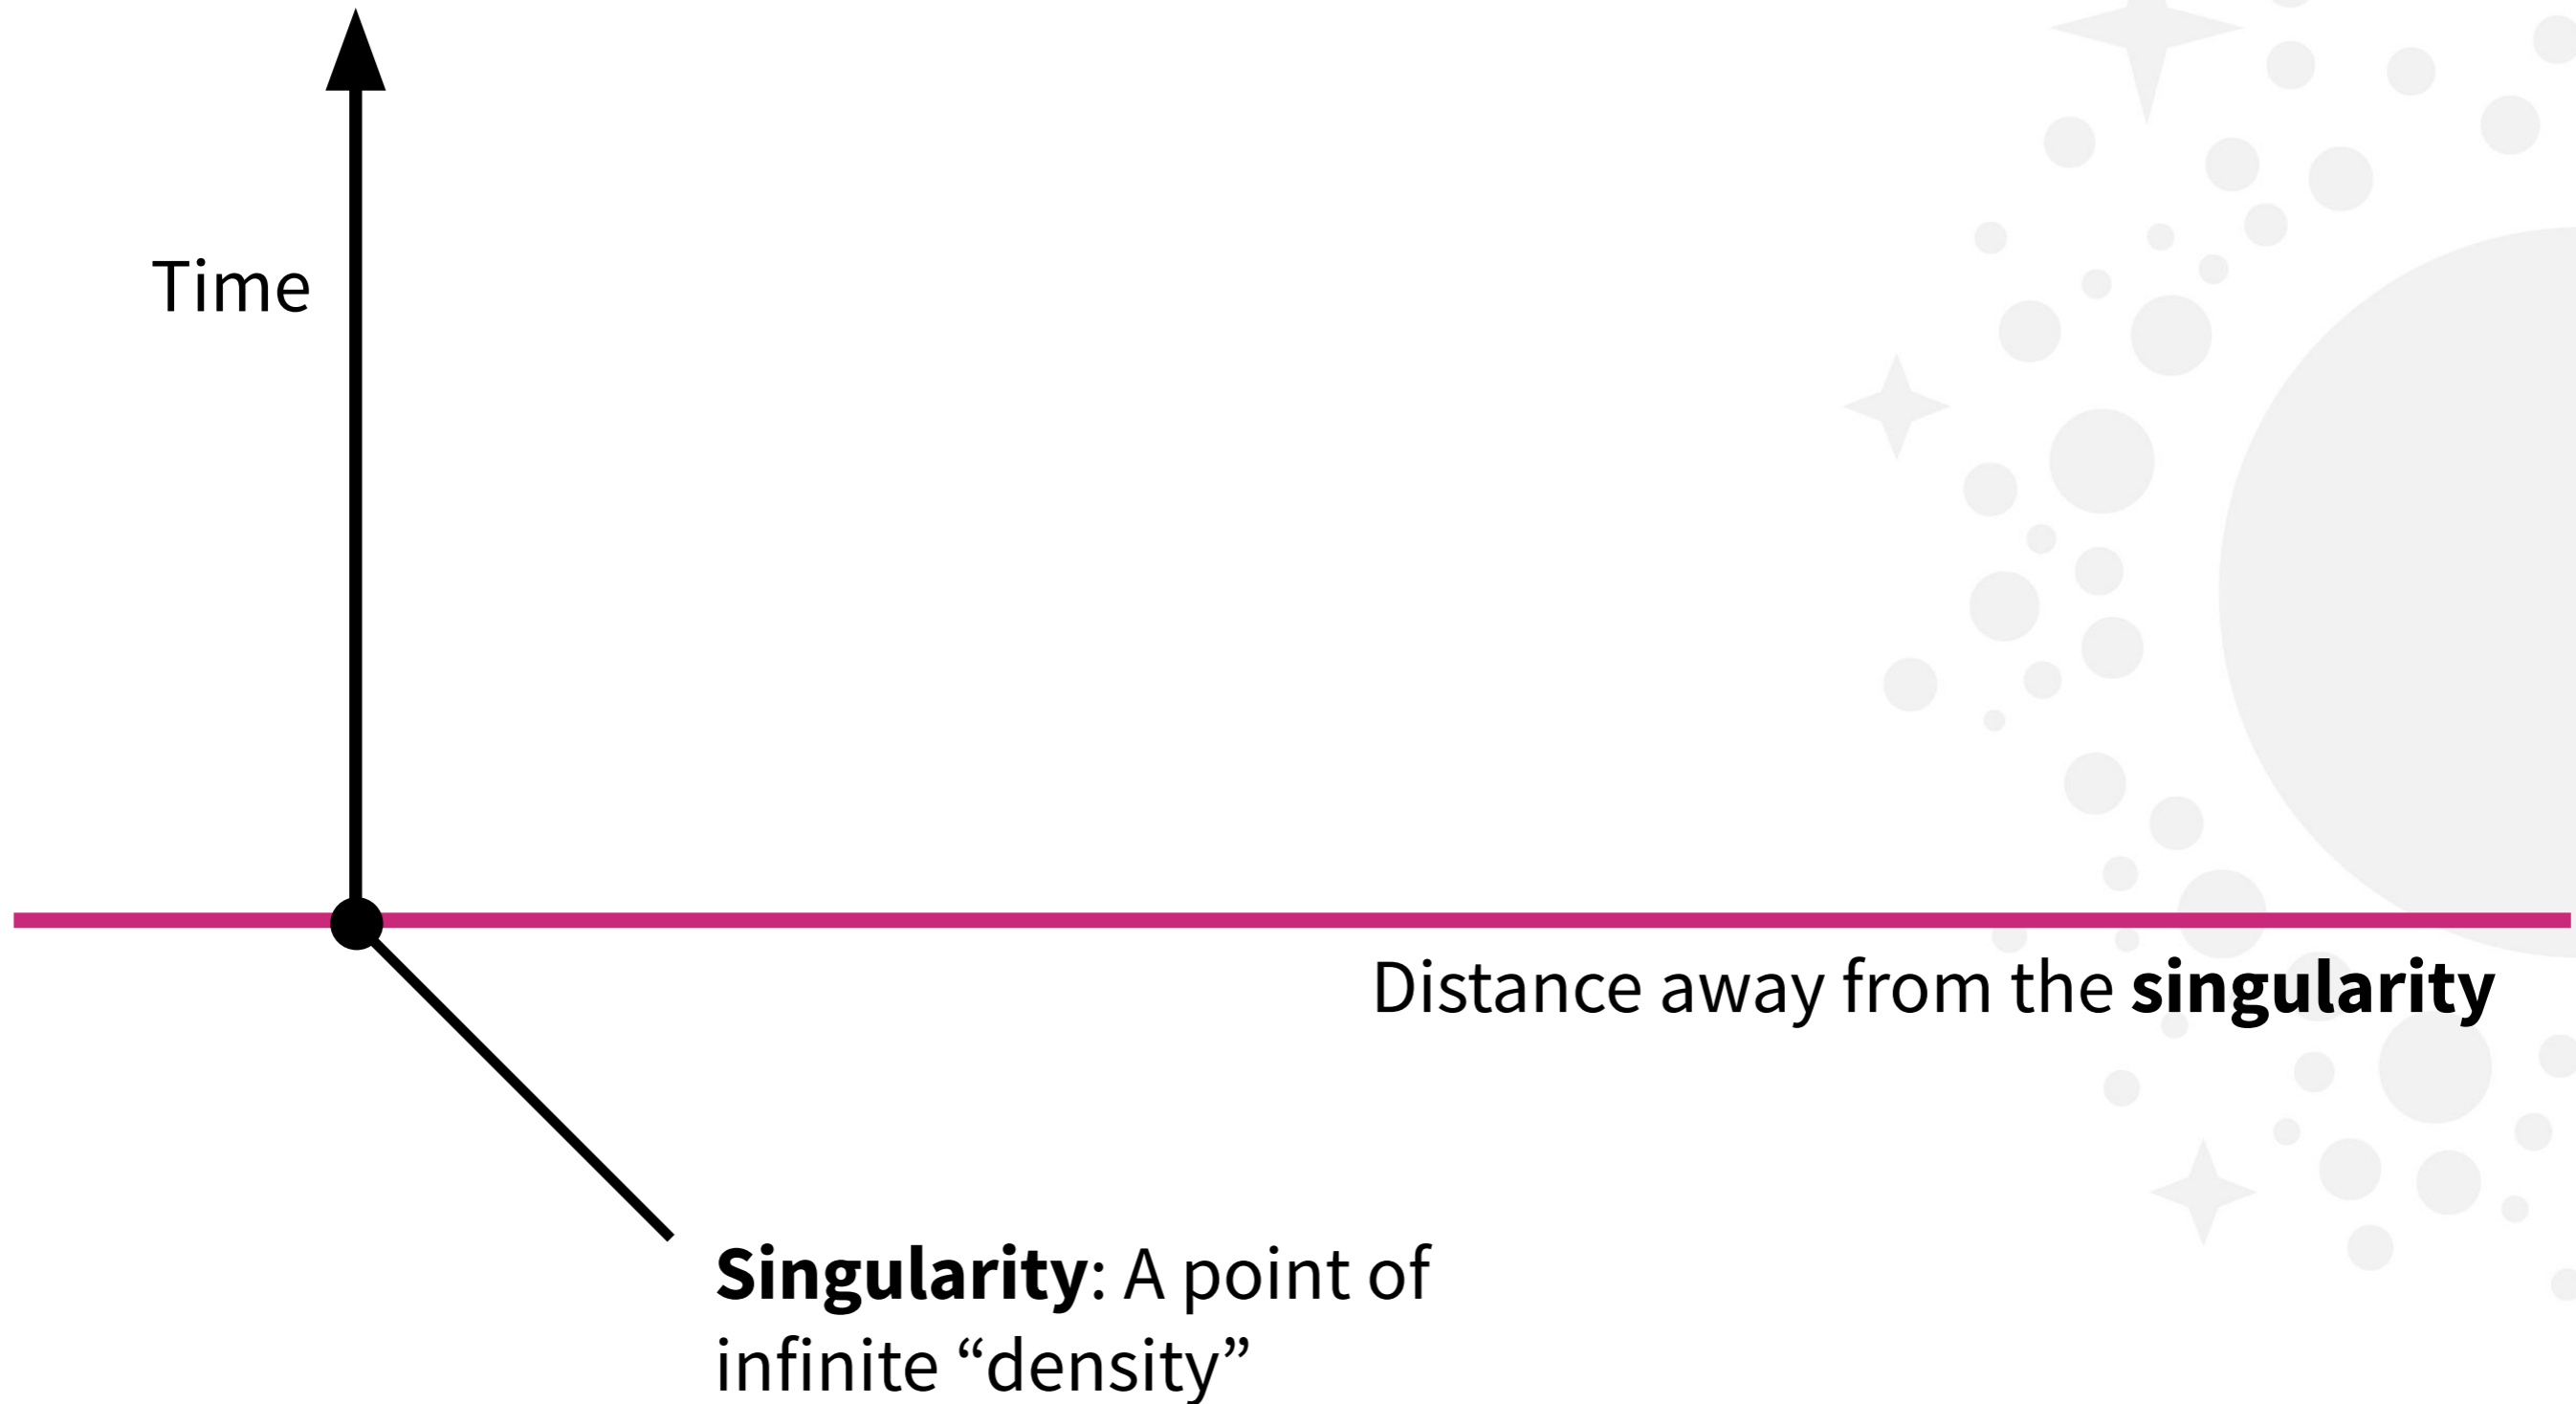 Time
Distance away from the singularity
Singularity: A point of
infinite “density”